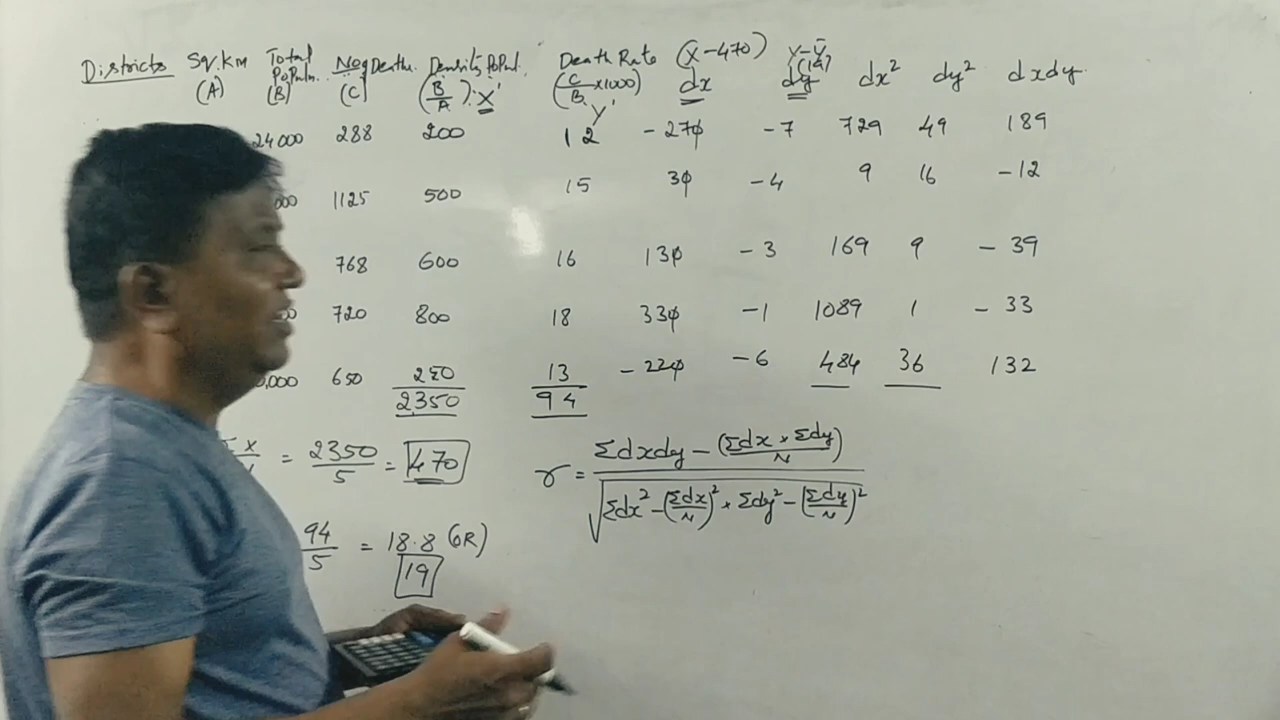 Districts Sq.km Total Popultn. No of Deaths Density Popul. Death Rate (X-470) Y-Ȳ
(A) (B) (C) (B/A) X' (C/B x1000) Y' dx (19) dy dx² dy² dxdy
24000 288 200 12 -270 -7 729 49 189
000 1125 500 15 30 -4 9 16 -12
768 600 16 130 -3 169 9 -39
720 800 18 330 -1 1089 1 -33
0,000 650 250 13 -220 -6 484 36 132
2350 94
x = 2350/5 = 470
94/5 = 18.8 (OR)
19
r = Σdxdy - (Σdx × Σdy)/N
√Σdx² - (Σdx/N)² × Σdy² - (Σdy/N)²